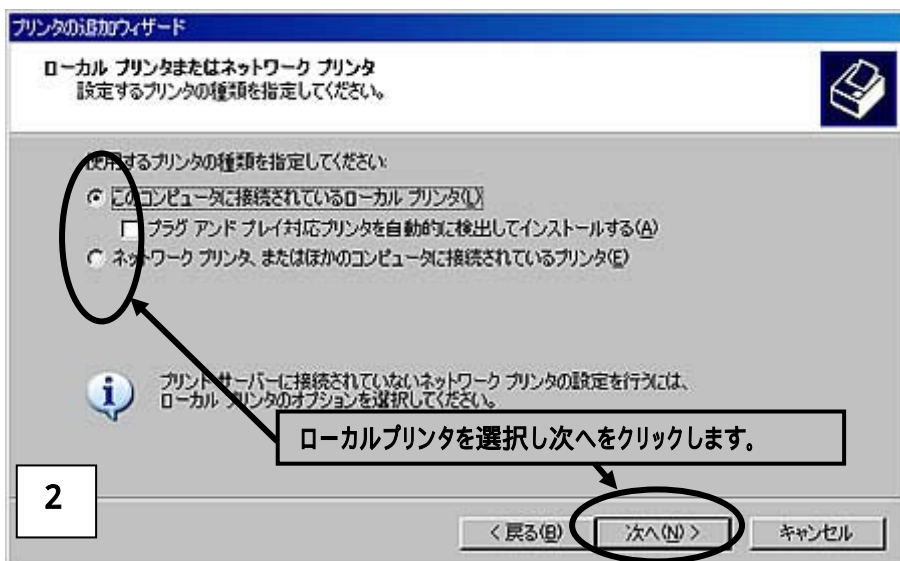 プリンタの追加ウィザード
ローカル プリンタまたはネットワーク プリンタ
設定するプリンタの種類を指定してください。
使用するプリンタの種類を指定してください:
このコンピュータに接続されているローカル プリンタ(L)
プラグ アンド プレイ対応プリンタを自動的に検出してインストールする(A)
ネットワーク プリンタ、またはほかのコンピュータに接続されているプリンタ(E)
プリント サーバーに接続されていないネットワーク プリンタの設定を行うには、
ローカル プリンタのオプションを選択してください。
ローカルプリンタを選択し次へをクリックします。
2
< 戻る(B)
次へ(N) >
キャンセル